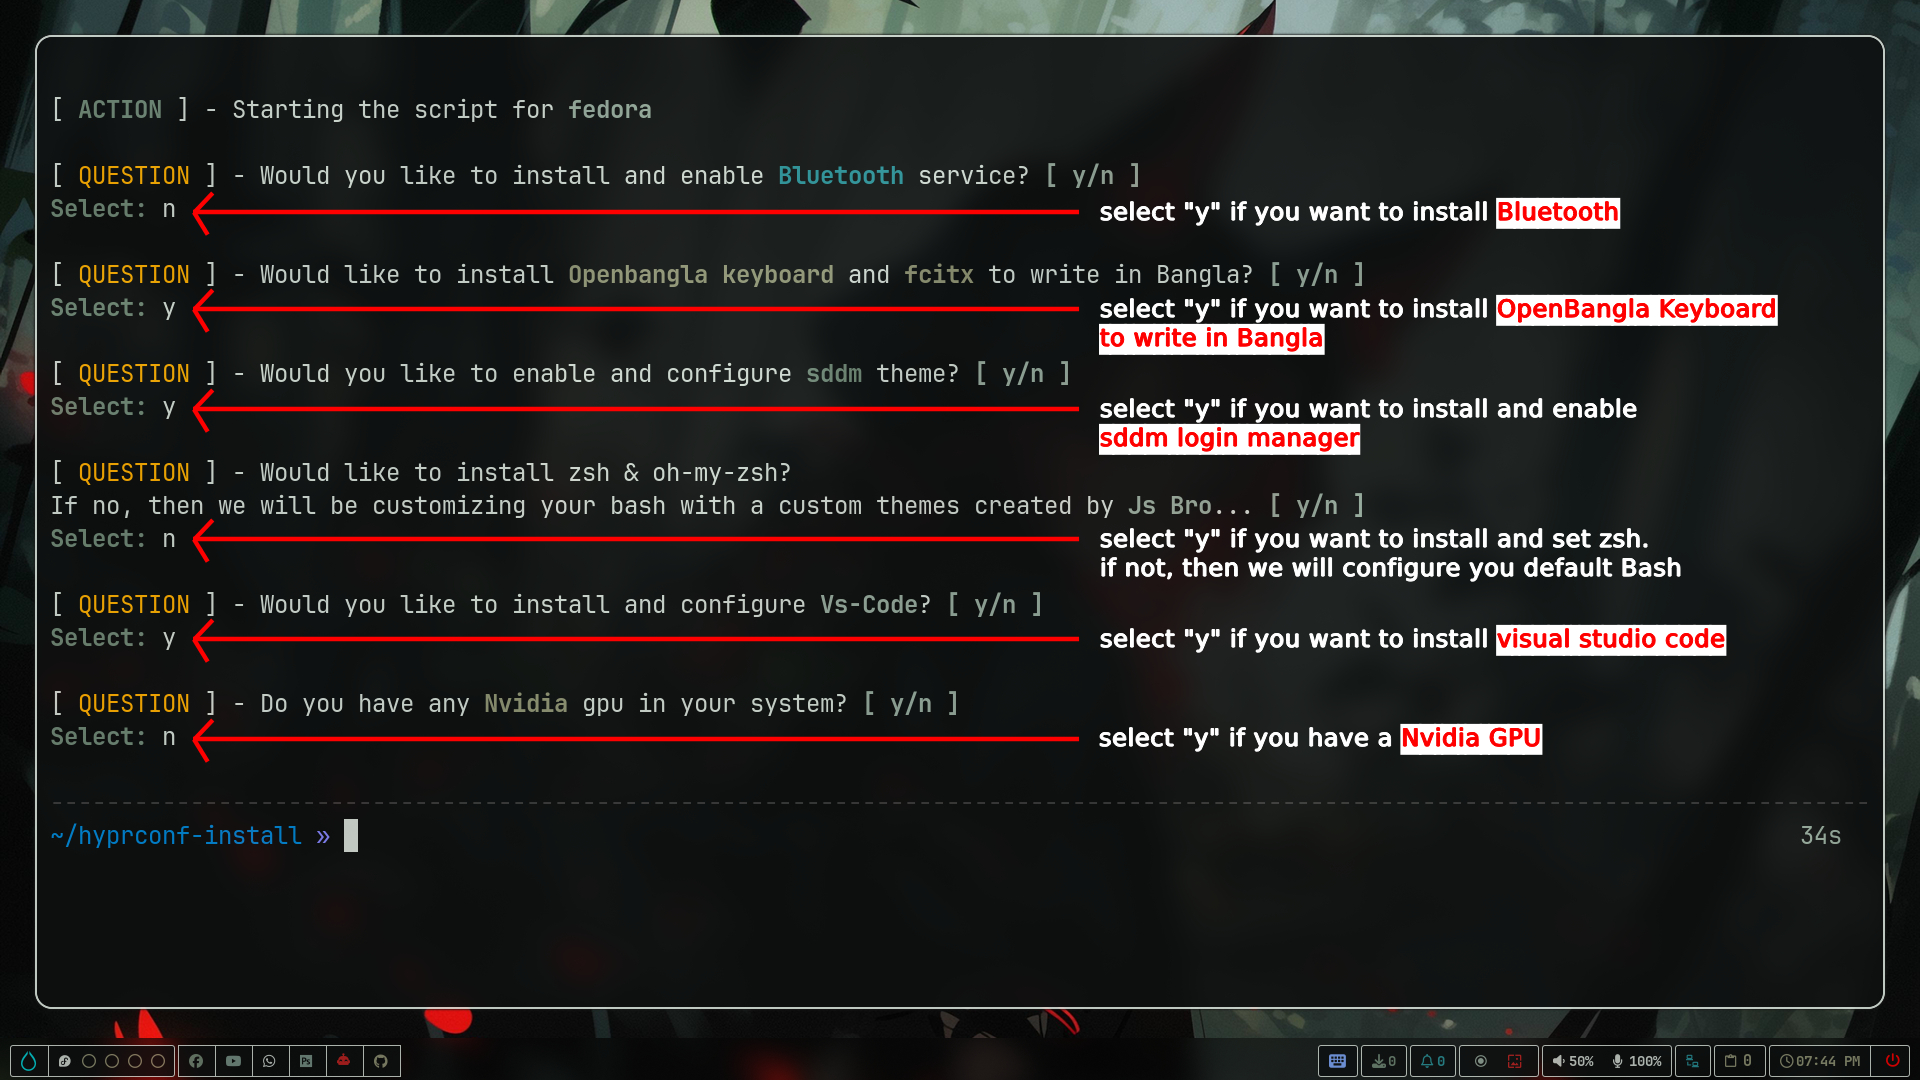 [ ACTION ] - Starting the script for fedora
[ QUESTION ] - Would you like to install and enable Bluetooth service? [ y/n ]
Select: n
select "y" if you want to install Bluetooth
[ QUESTION ] - Would like to install Openbangla keyboard and fcitx to write in Bangla? [ y/n ]
Select: y
select "y" if you want to install OpenBangla Keyboard
to write in Bangla
[ QUESTION ] - Would you like to enable and configure sddm theme? [ y/n ]
Select: y
select "y" if you want to install and enable
sddm login manager
[ QUESTION ] - Would like to install zsh & oh-my-zsh?
If no, then we will be customizing your bash with a custom themes created by Js Bro... [ y/n ]
Select: n
select "y" if you want to install and set zsh.
if not, then we will configure you default Bash
[ QUESTION ] - Would you like to install and configure Vs-Code? [ y/n ]
Select: y
select "y" if you want to install visual studio code
[ QUESTION ] - Do you have any Nvidia gpu in your system? [ y/n ]
Select: n
select "y" if you have a Nvidia GPU
~/hyprconf-install » 34s
0 0 50% 100% 0 07:44 PM